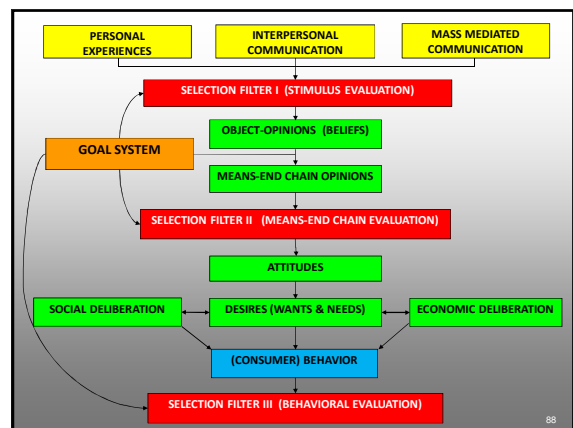 PERSONAL
EXPERIENCES
INTERPERSONAL
COMMUNICATION
MASS MEDIATED
COMMUNICATION
SELECTION FILTER I (STIMULUS EVALUATION)
OBJECT-OPINIONS (BELIEFS)
GOAL SYSTEM
MEANS-END CHAIN OPINIONS
SELECTION FILTER II (MEANS-END CHAIN EVALUATION)
ATTITUDES
SOCIAL DELIBERATION
DESIRES (WANTS & NEEDS)
ECONOMIC DELIBERATION
(CONSUMER) BEHAVIOR
SELECTION FILTER III (BEHAVIORAL EVALUATION)
88